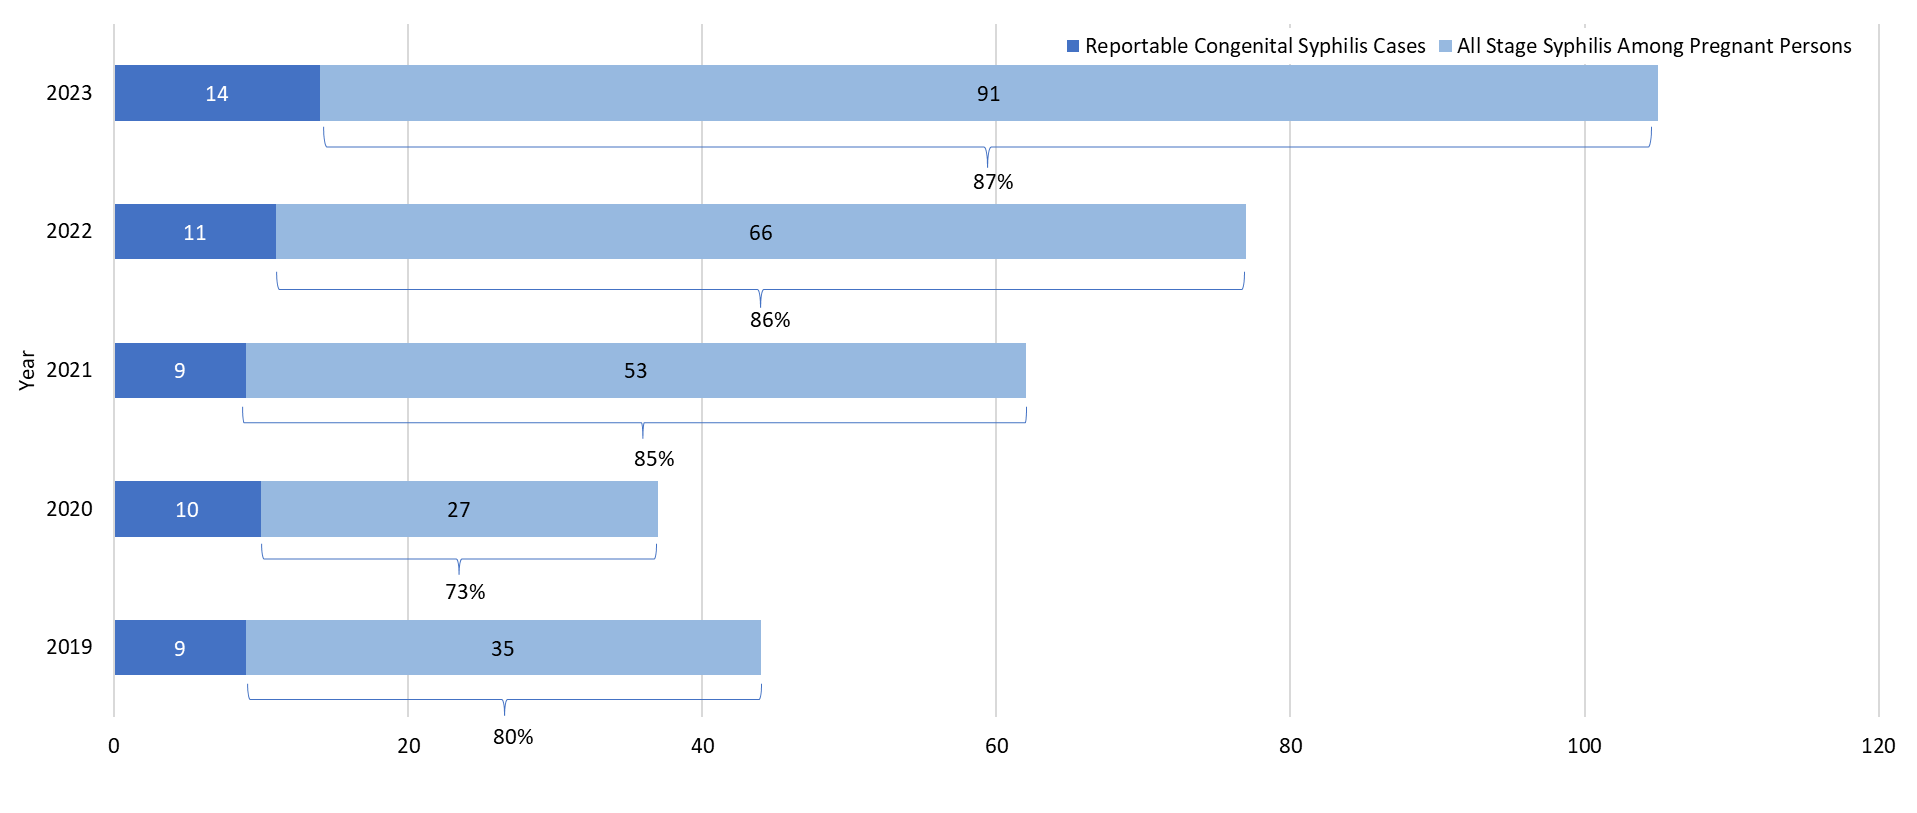 Reportable Congenital Syphilis Cases All Stage Syphilis Among Pregnant Persons
2023 14 91
87%
2022 11 66
86%
Year
2021 9 53
85%
2020 10 27
73%
2019 9 35
80%
0 20 40 60 80 100 120